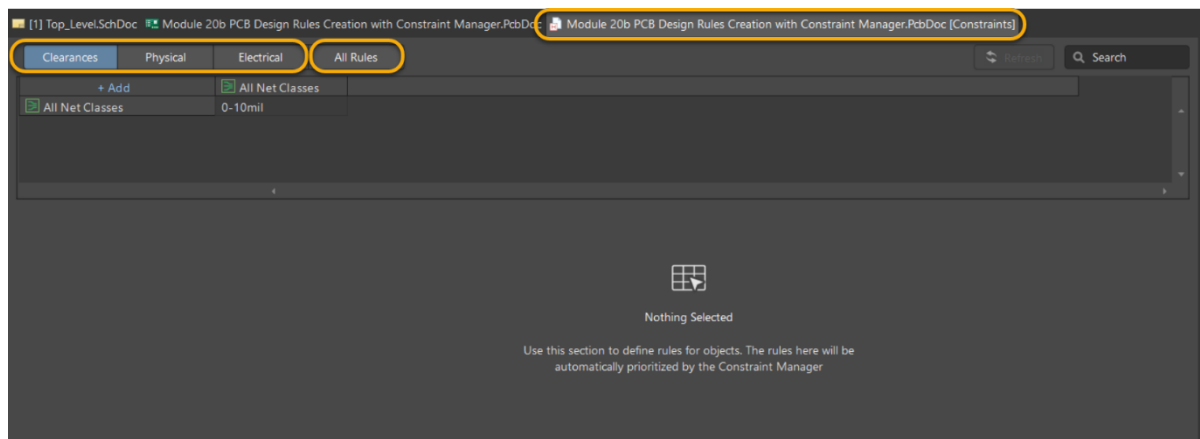 [1] Top_Level.SchDoc Module 20b PCB Design Rules Creation with Constraint Manager.PcbDoc Module 20b PCB Design Rules Creation with Constraint Manager.PcbDoc [Constraints]
Clearances Physical Electrical All Rules Refresh Search
+ Add All Net Classes
All Net Classes 0-10mil
Nothing Selected
Use this section to define rules for objects. The rules here will be
automatically prioritized by the Constraint Manager